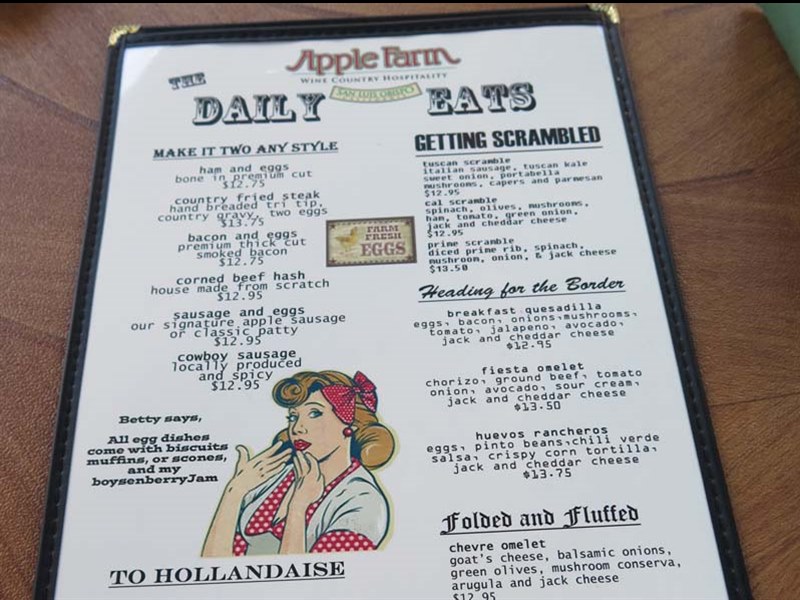 Apple Farm
WINE COUNTRY HOSPITALITY
SAN LUIS OBISPO
THE
DAILY EATS
MAKE IT TWO ANY STYLE
ham and eggs
bone in premium cut
$12.75
country fried steak
hand breaded tri tip,
country gravy, two eggs
$13.75
bacon and eggs
premium thick cut
smoked bacon
$12.75
corned beef hash
house made from scratch
$12.95
sausage and eggs
our signature apple sausage
or classic patty
$12.95
cowboy sausage
locally produced
and spicy
$12.95
Betty says,
All egg dishes
come with biscuits
muffins, or scones,
and my
boysenberryJam
TO HOLLANDAISE
FARM
FRESH
EGGS
GETTING SCRAMBLED
tuscan scramble
italian sausage, tuscan kale
sweet onion, portabella
mushrooms, capers and parmesan
$12.95
cal scramble
spinach, olives, mushrooms,
ham, tomato, green onion,
jack and cheddar cheese
$12.95
prime scramble
diced prime rib, spinach,
mushroom, onion, & jack cheese
$13.50
Heading for the Border
breakfast quesadilla
eggs, bacon, onions,mushrooms,
tomato, jalapeno, avocado,
jack and cheddar cheese
$12.95
fiesta omelet
chorizo, ground beef, tomato
onion, avocado, sour cream,
jack and cheddar cheese
$13.50
huevos rancheros
eggs, pinto beans,chili verde
salsa, crispy corn tortilla,
jack and cheddar cheese
$13.75
Folded and Fluffed
chevre omelet
goat's cheese, balsamic onions,
green olives, mushroom conserva,
arugula and jack cheese
$12.95